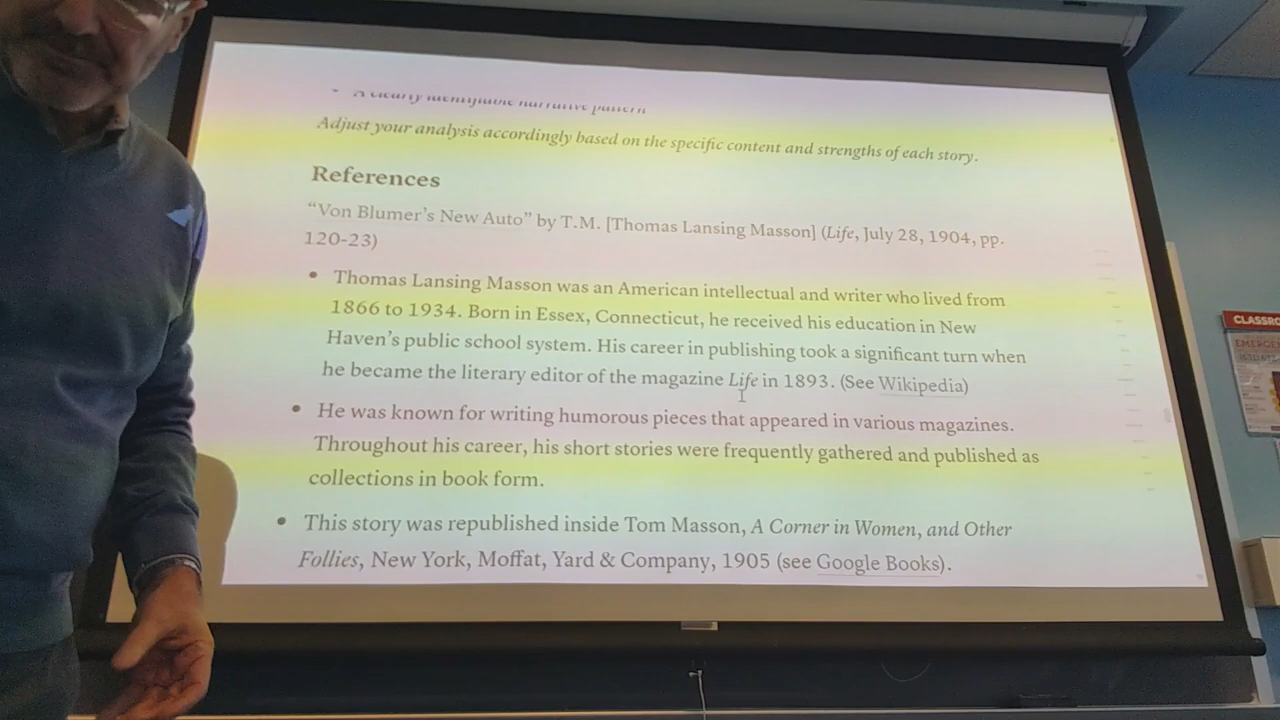 A clearly identifiable narrative pattern
Adjust your analysis accordingly based on the specific content and strengths of each story.
References
“Von Blumer’s New Auto” by T.M. [Thomas Lansing Masson] (Life, July 28, 1904, pp.
120-23)
• Thomas Lansing Masson was an American intellectual and writer who lived from
1866 to 1934. Born in Essex, Connecticut, he received his education in New
Haven’s public school system. His career in publishing took a significant turn when
he became the literary editor of the magazine Life in 1893. (See Wikipedia)
• He was known for writing humorous pieces that appeared in various magazines.
Throughout his career, his short stories were frequently gathered and published as
collections in book form.
• This story was republished inside Tom Masson, A Corner in Women, and Other
Follies, New York, Moffat, Yard & Company, 1905 (see Google Books).